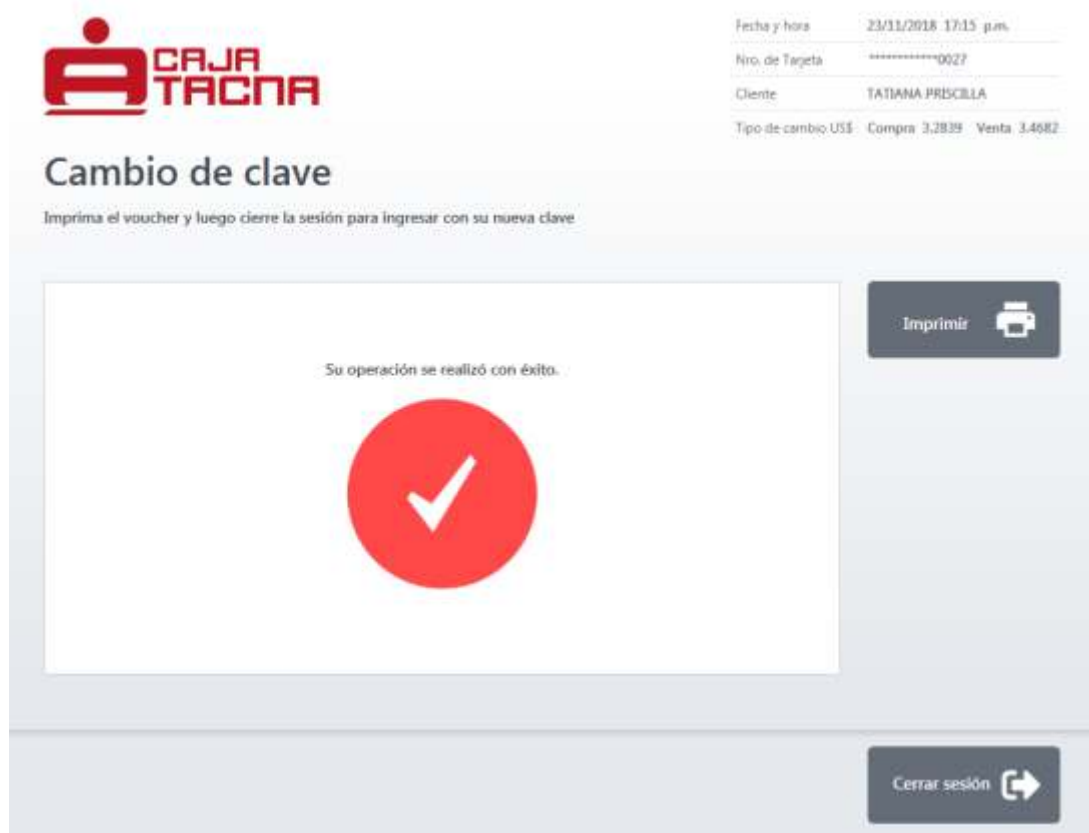 CAJA
TACNA
Fecha y hora 23/11/2018 17:15 p.m.
Nro. de Tarjeta ************0027
Cliente TATIANA PRISCILLA
Tipo de cambio US$ Compra 3.2839 Venta 3.4682
Cambio de clave
Imprima el voucher y luego cierre la sesión para ingresar con su nueva clave
Imprimir
Su operación se realizó con éxito.
Cerrar sesión